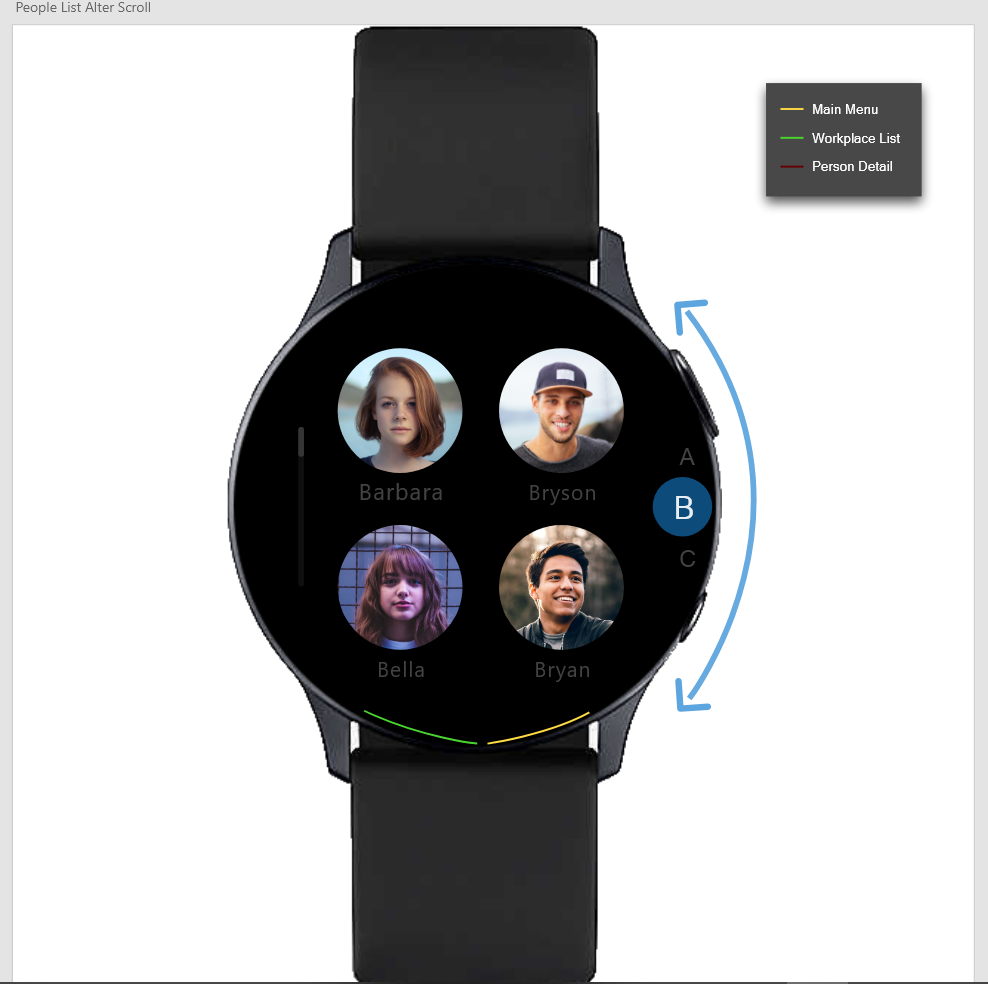 People List Alter Scroll
Main Menu
Workplace List
Person Detail
A
Barbara
Bryson
B
C
Bella
Bryan